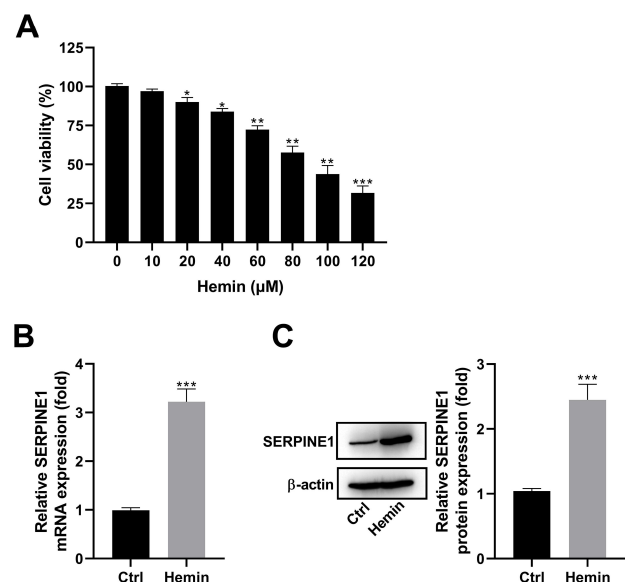 A
125
100
75
50
25
0
Cell viability (%)
* * ** ** ** ***
0 10 20 40 60 80 100 120
Hemin (μM)
B
Relative SERPINE1
mRNA expression (fold)
4
3
2
1
0
***
Ctrl Hemin
C
SERPINE1
β-actin
Ctrl Hemin
Relative SERPINE1
protein expression (fold)
3
2
1
0
***
Ctrl Hemin